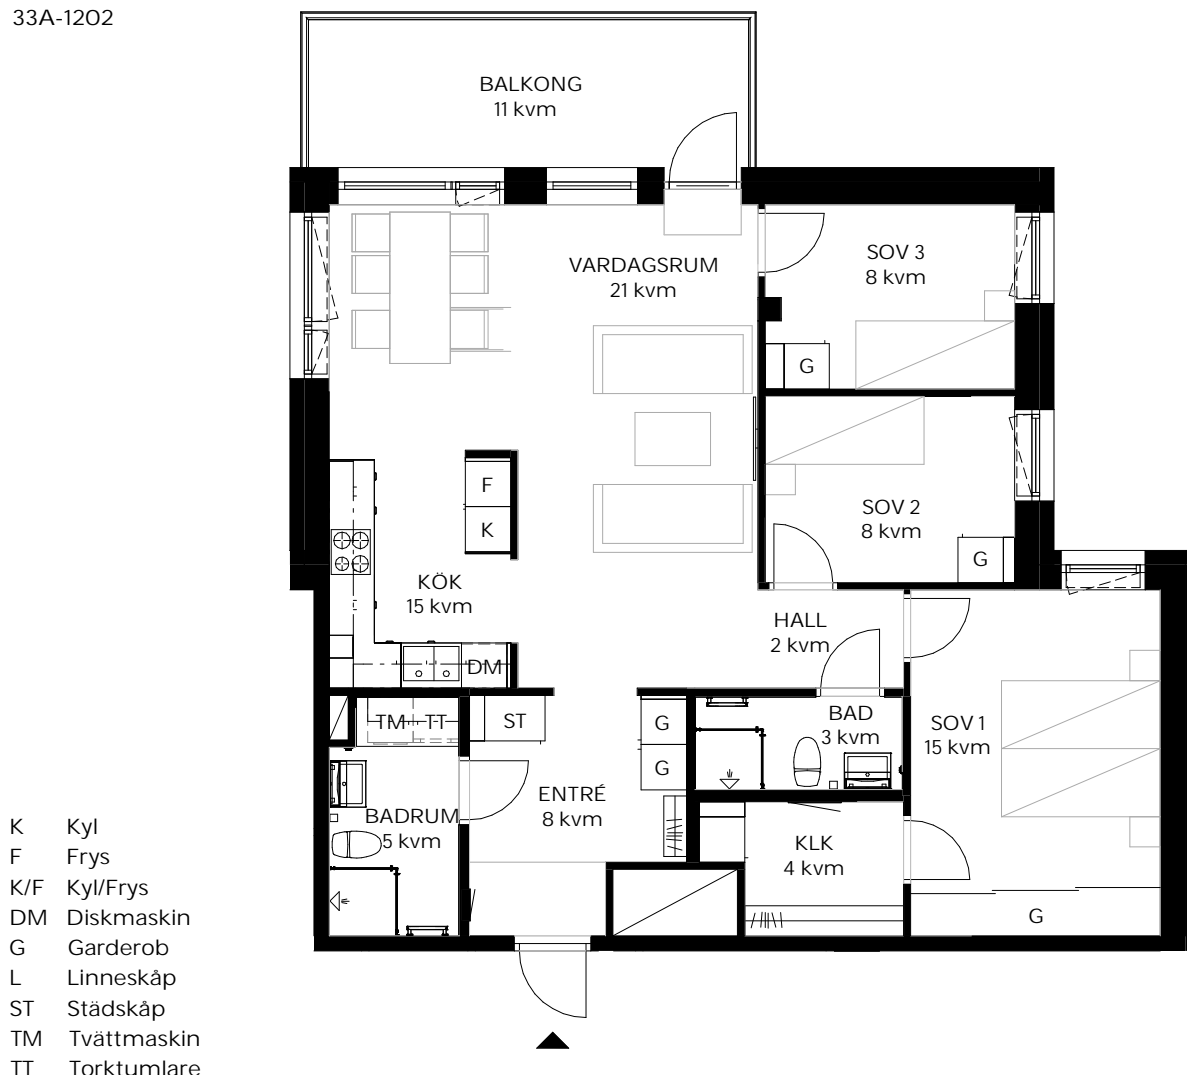 33A-1202
BALKONG
11 kvm
VARDAGSRUM
21 kvm
SOV 3
8 kvm
G
F
K
SOV 2
8 kvm
G
KÖK
15 kvm
HALL
2 kvm
DM
TM
TT
ST
G
G
BAD
3 kvm
SOV 1
15 kvm
ENTRÉ
8 kvm
BADRUM
5 kvm
KLK
4 kvm
G
K Kyl
F Frys
K/F Kyl/Frys
DM Diskmaskin
G Garderob
L Linneskåp
ST Städskåp
TM Tvättmaskin
TT Torktumlare